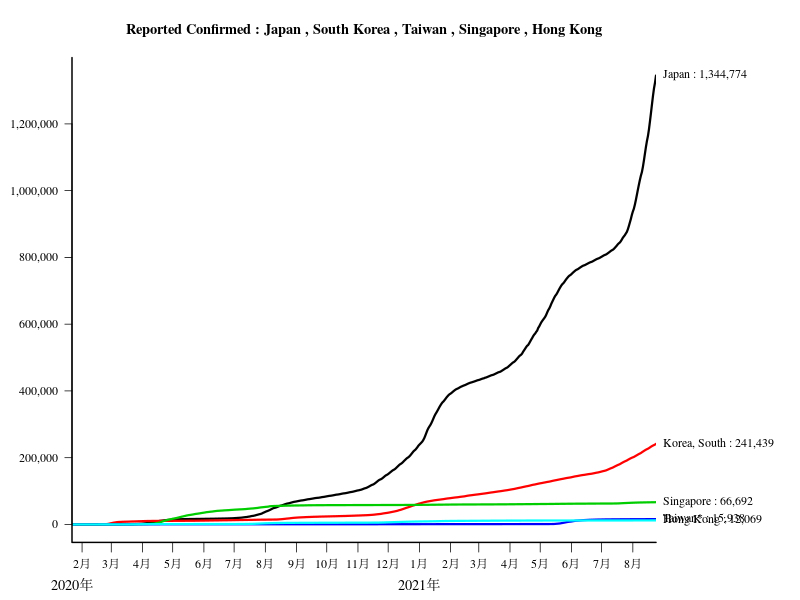 Reported Confirmed : Japan , South Korea , Taiwan , Singapore , Hong Kong
Japan : 1,344,774
1,200,000
1,000,000
800,000
600,000
400,000
Korea, South : 241,439
200,000
Singapore : 66,692
Hong Kong : 12,069
0
2月 3月 4月 5月 6月 7月 8月 9月 10月 11月 12月 1月 2月 3月 4月 5月 6月 7月 8月
2020年 2021年